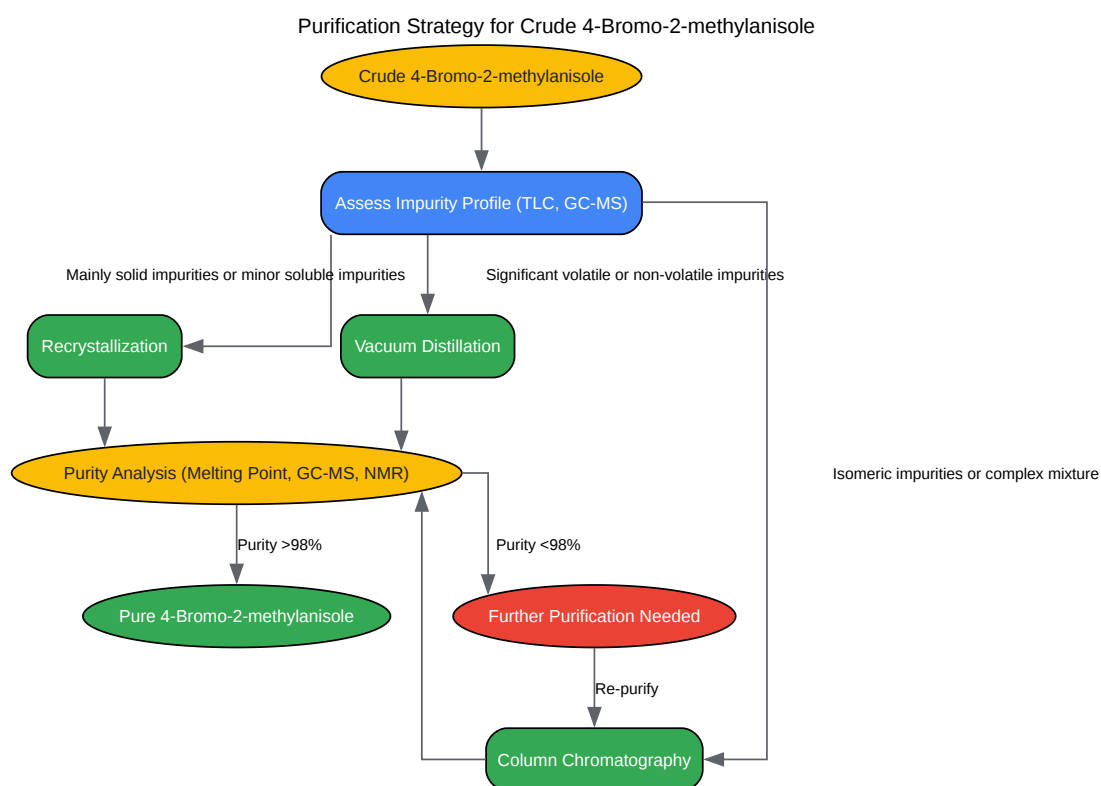 Purification Strategy for Crude 4-Bromo-2-methylanisole
Crude 4-Bromo-2-methylanisole
Assess Impurity Profile (TLC, GC-MS)
Mainly solid impurities or minor soluble impurities
Significant volatile or non-volatile impurities
Recrystallization
Vacuum Distillation
Purity Analysis (Melting Point, GC-MS, NMR)
Isomeric impurities or complex mixture
Purity >98%
Purity <98%
Pure 4-Bromo-2-methylanisole
Further Purification Needed
Re-purify
Column Chromatography